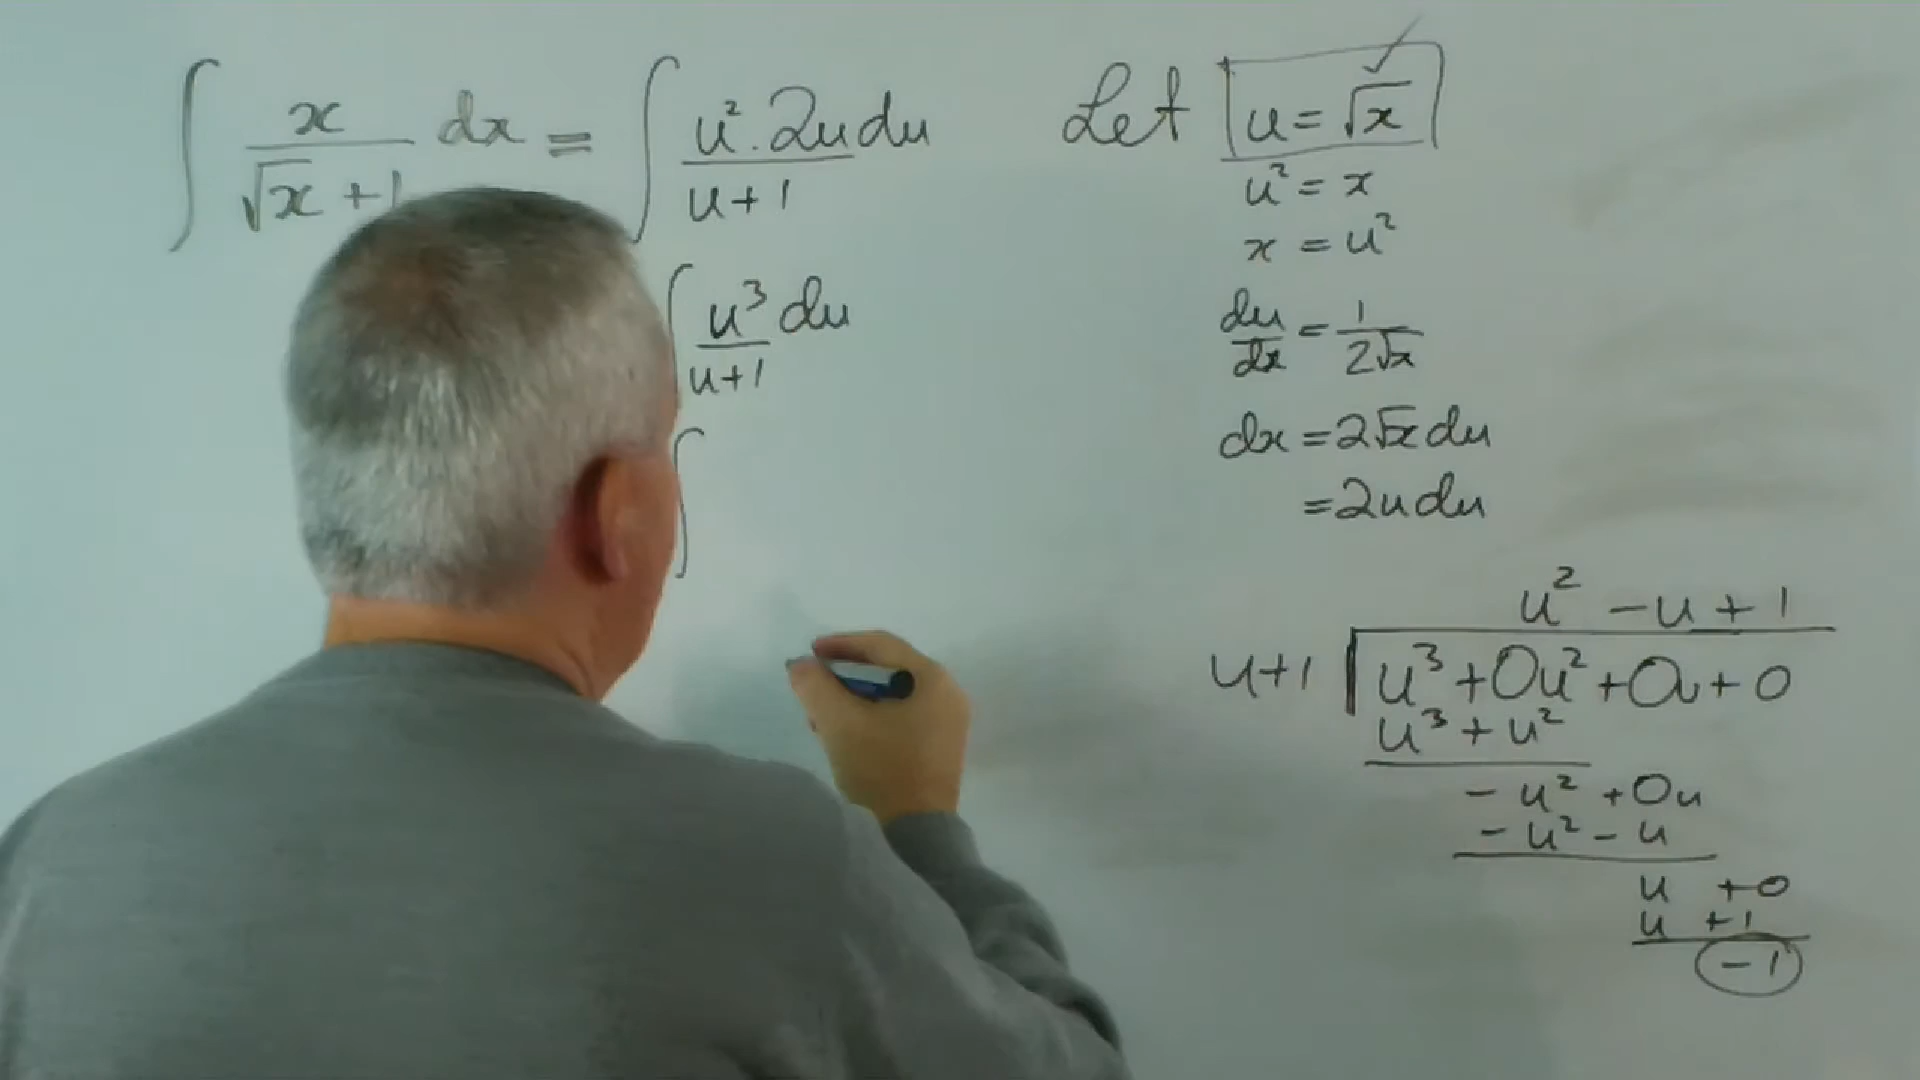 ∫ x/(√x + 1) dx = ∫ u² . 2u du/(u+1)
∫ u³/(u+1) du
∫
Let u = √x ✓
u² = x
x = u²
du/dx = 1/(2√x)
dx = 2√x du
= 2u du
u² - u + 1
u+1 | u³ + 0u² + 0u + 0
u³ + u²
- u² + 0u
- u² - u
u + 0
u + 1
- 1